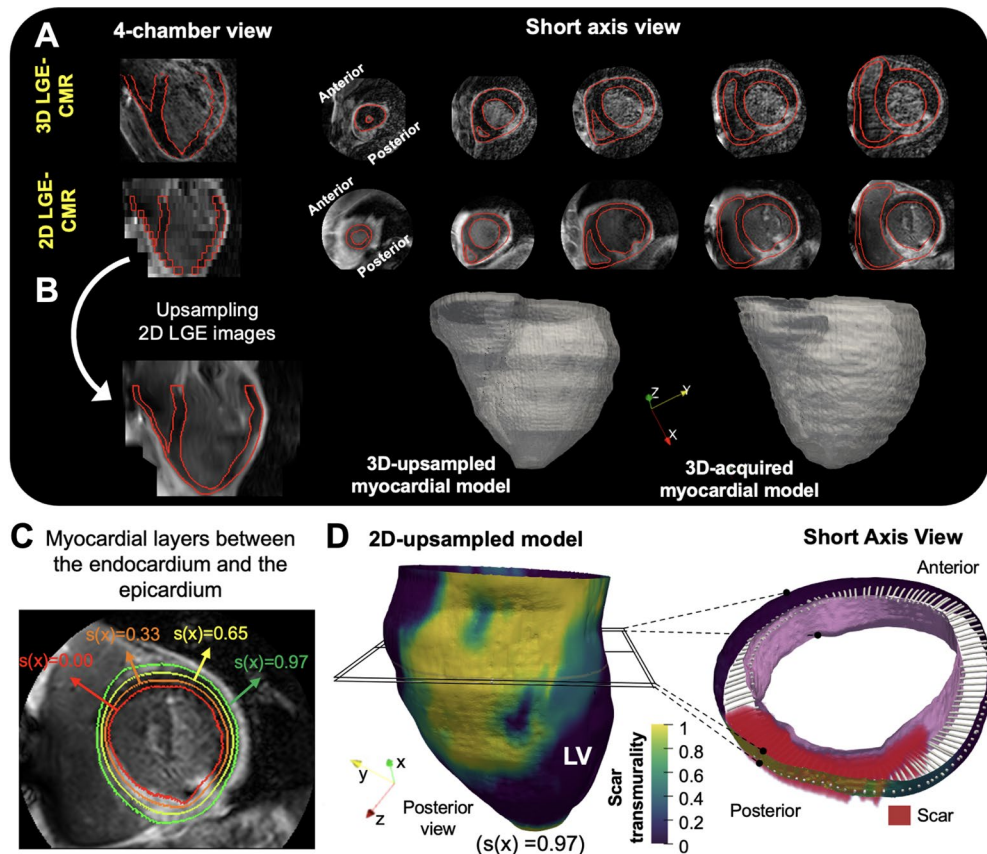 A
4-chamber view
Short axis view
3D LGE-
CMR
Anterior
Posterior
2D LGE-
CMR
Anterior
Posterior
B
Upsampling
2D LGE images
Z
Y
X
3D-upsampled
myocardial model
3D-acquired
myocardial model
C
Myocardial layers between
the endocardium and the
epicardium
s(x)=0.33
s(x)=0.65
s(x)=0.00
s(x)=0.97
D
2D-upsampled model
Short Axis View
Anterior
LV
x
y
z
Posterior
view
(s(x)=0.97)
Scar
transmurality
1
0.8
0.6
0.4
0.2
0
Posterior
Scar